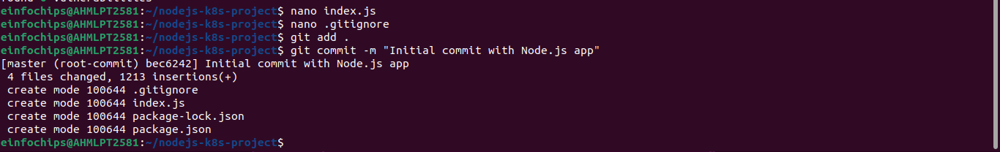 einfochips@AHMLPT2581:~/nodejs-k8s-project$ nano index.js
einfochips@AHMLPT2581:~/nodejs-k8s-project$ nano .gitignore
einfochips@AHMLPT2581:~/nodejs-k8s-project$ git add .
einfochips@AHMLPT2581:~/nodejs-k8s-project$ git commit -m "Initial commit with Node.js app"
[master (root-commit) bec6242] Initial commit with Node.js app
 4 files changed, 1213 insertions(+)
 create mode 100644 .gitignore
 create mode 100644 index.js
 create mode 100644 package-lock.json
 create mode 100644 package.json
einfochips@AHMLPT2581:~/nodejs-k8s-project$